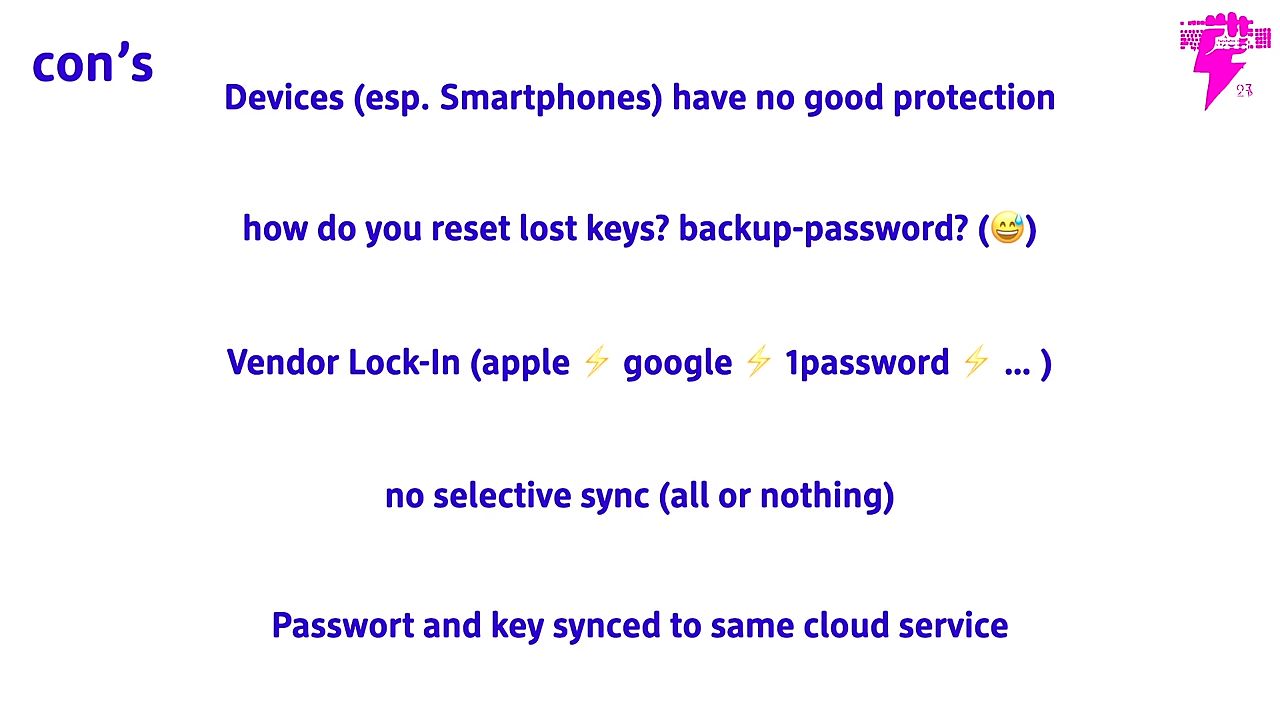 con’s
Devices (esp. Smartphones) have no good protection
how do you reset lost keys? backup-password? (😅)
Vendor Lock-In (apple ⚡ google ⚡ 1password ⚡ ... )
no selective sync (all or nothing)
Passwort and key synced to same cloud service